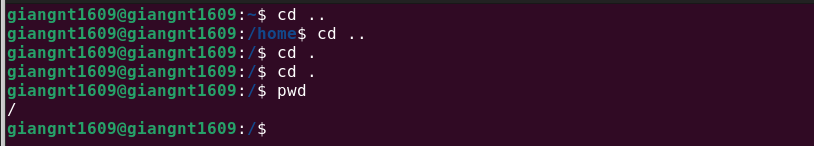 giangnt1609@giangnt1609:~$ cd ..
giangnt1609@giangnt1609:/home$ cd ..
giangnt1609@giangnt1609:/$ cd .
giangnt1609@giangnt1609:/$ cd .
giangnt1609@giangnt1609:/$ pwd
/
giangnt1609@giangnt1609:/$